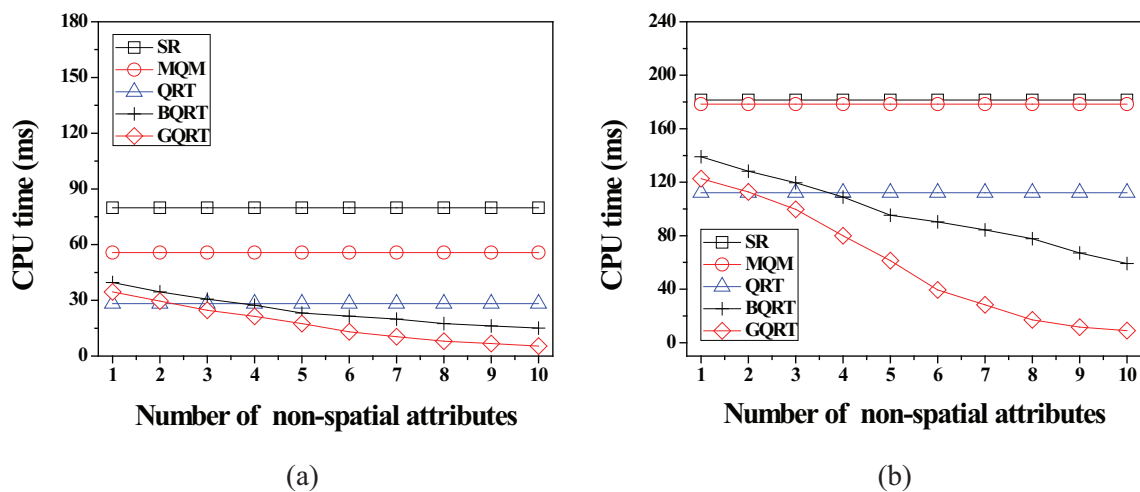 180
150
120
90
60
30
0
CPU time (ms)
SR
MQM
QRT
BQRT
GQRT
1 2 3 4 5 6 7 8 9 10
Number of non-spatial attributes
(a)
240
200
160
120
80
40
0
CPU time (ms)
SR
MQM
QRT
BQRT
GQRT
1 2 3 4 5 6 7 8 9 10
Number of non-spatial attributes
(b)